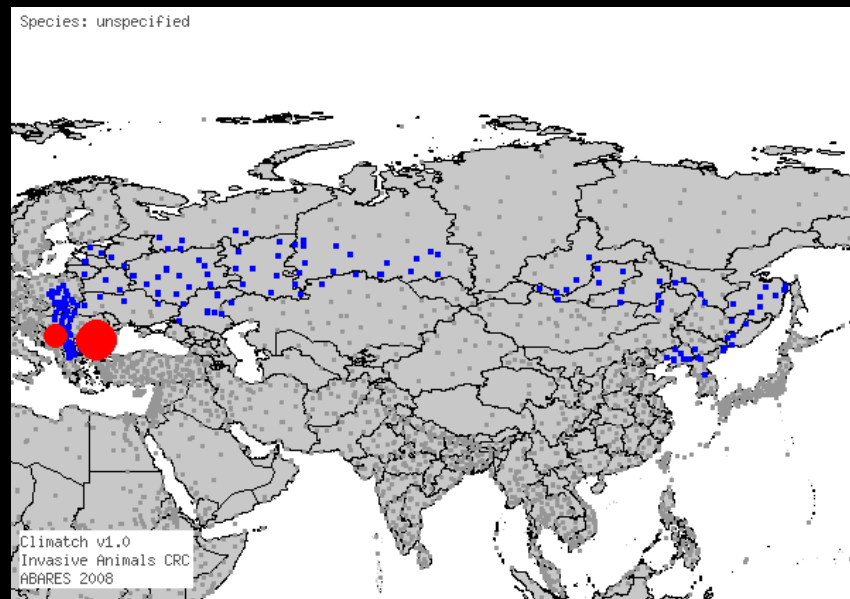 Species: unspecified
Climatch v1.0
Invasive Animals CRC
ABARES 2008